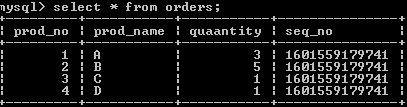 mysql> select * from orders;
+---------+-----------+-----------+---------------+
| prod_no | prod_name | quaantity | seq_no        |
+---------+-----------+-----------+---------------+
|       1 | A         |         3 | 1601559179741 |
|       2 | B         |         5 | 1601559179741 |
|       3 | C         |         1 | 1601559179741 |
|       4 | D         |         1 | 1601559179741 |
+---------+-----------+-----------+---------------+